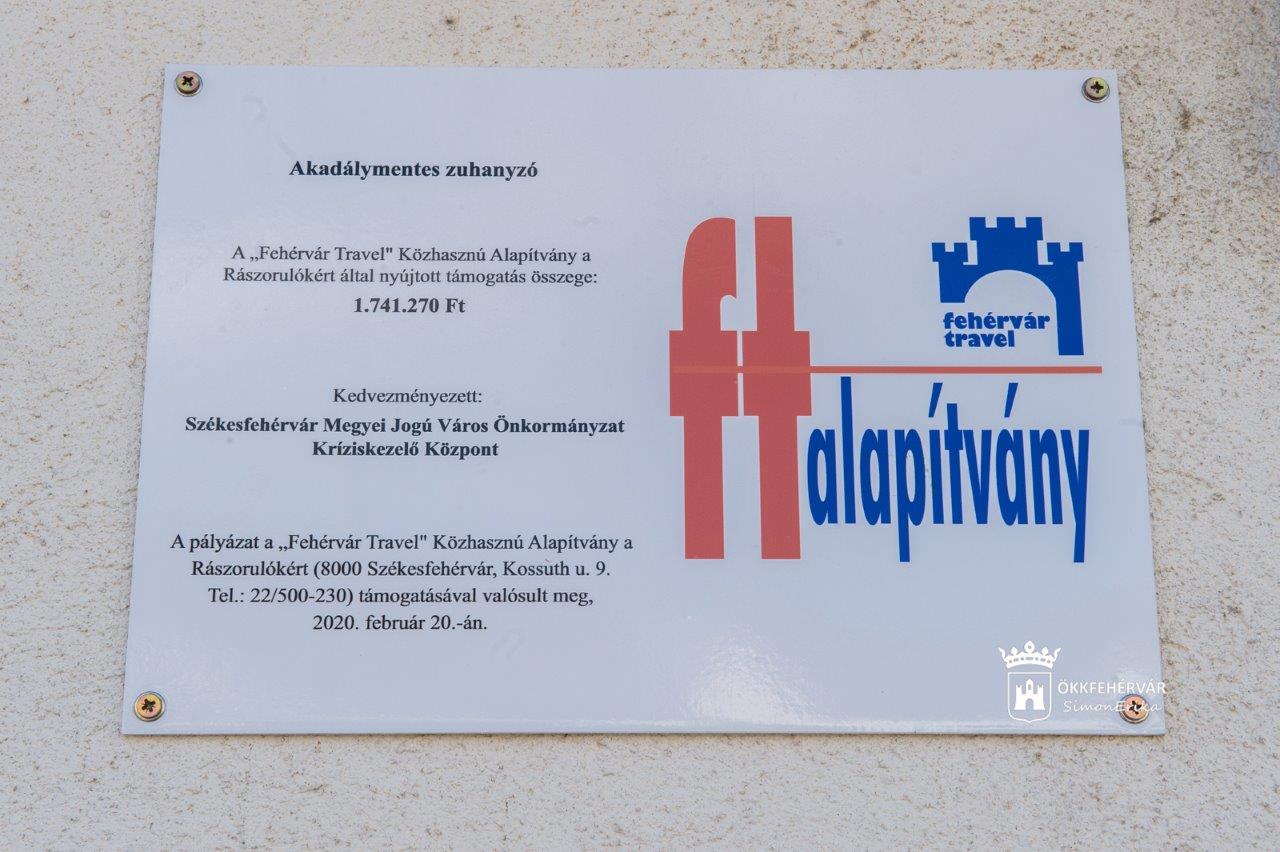 Akadálymentes zuhanyzó
A „Fehérvár Travel" Közhasznú Alapítvány a
Rászorulókért által nyújtott támogatás összege:
1.741.270 Ft
Kedvezményezett:
Székesfehérvár Megyei Jogú Város Önkormányzat
Kríziskezelő Központ
A pályázat a „Fehérvár Travel" Közhasznú Alapítvány a
Rászorulókért (8000 Székesfehérvár, Kossuth u. 9.
Tel.: 22/500-230) támogatásával valósult meg,
2020. február 20.-án.
ft
fehérvár
travel
alapítvány
ÖKKFEHÉRVÁR
SimonErika